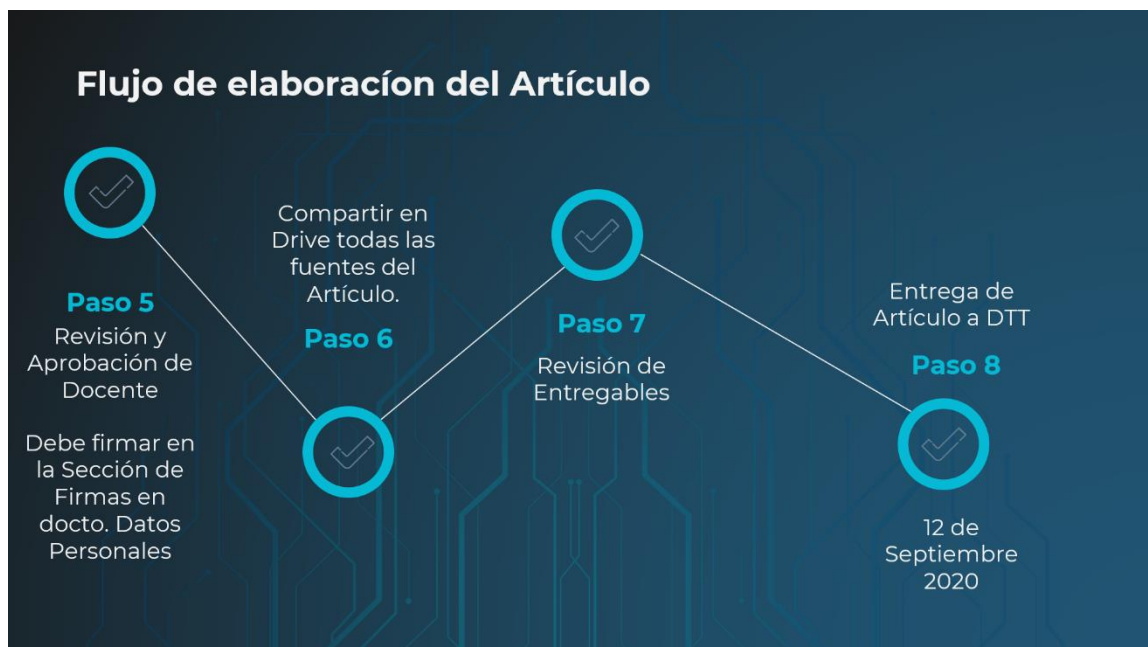 Flujo de elaboracíon del Artículo
Paso 5
Revisión y
Aprobación de
Docente
Debe firmar en
la Sección de
Firmas en
docto. Datos
Personales
Compartir en
Drive todas las
fuentes del
Artículo.
Paso 6
Paso 7
Revisión de
Entregables
Entrega de
Artículo a DTT
Paso 8
12 de
Septiembre
2020